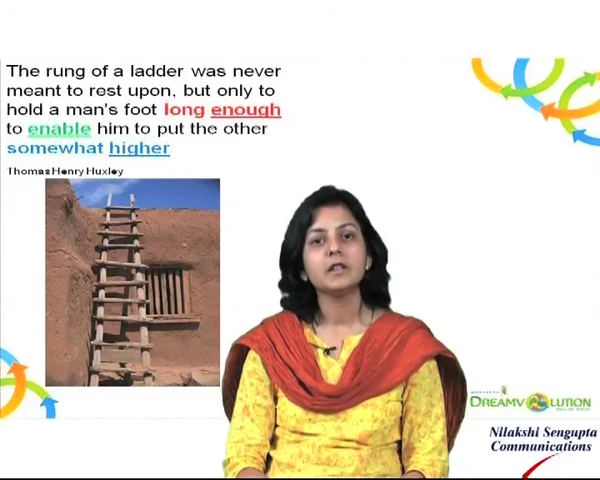 The rung of a ladder was never
meant to rest upon, but only to
hold a man's foot long enough
to enable him to put the other
somewhat higher
Thomas Henry Huxley
DREAMVOLUTION
Nilakshi Sengupta
Communications